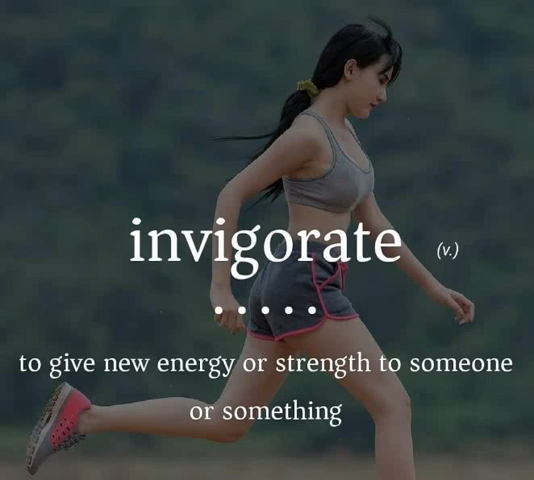 invigorate (v.)
• • • • •
to give new energy or strength to someone
or something